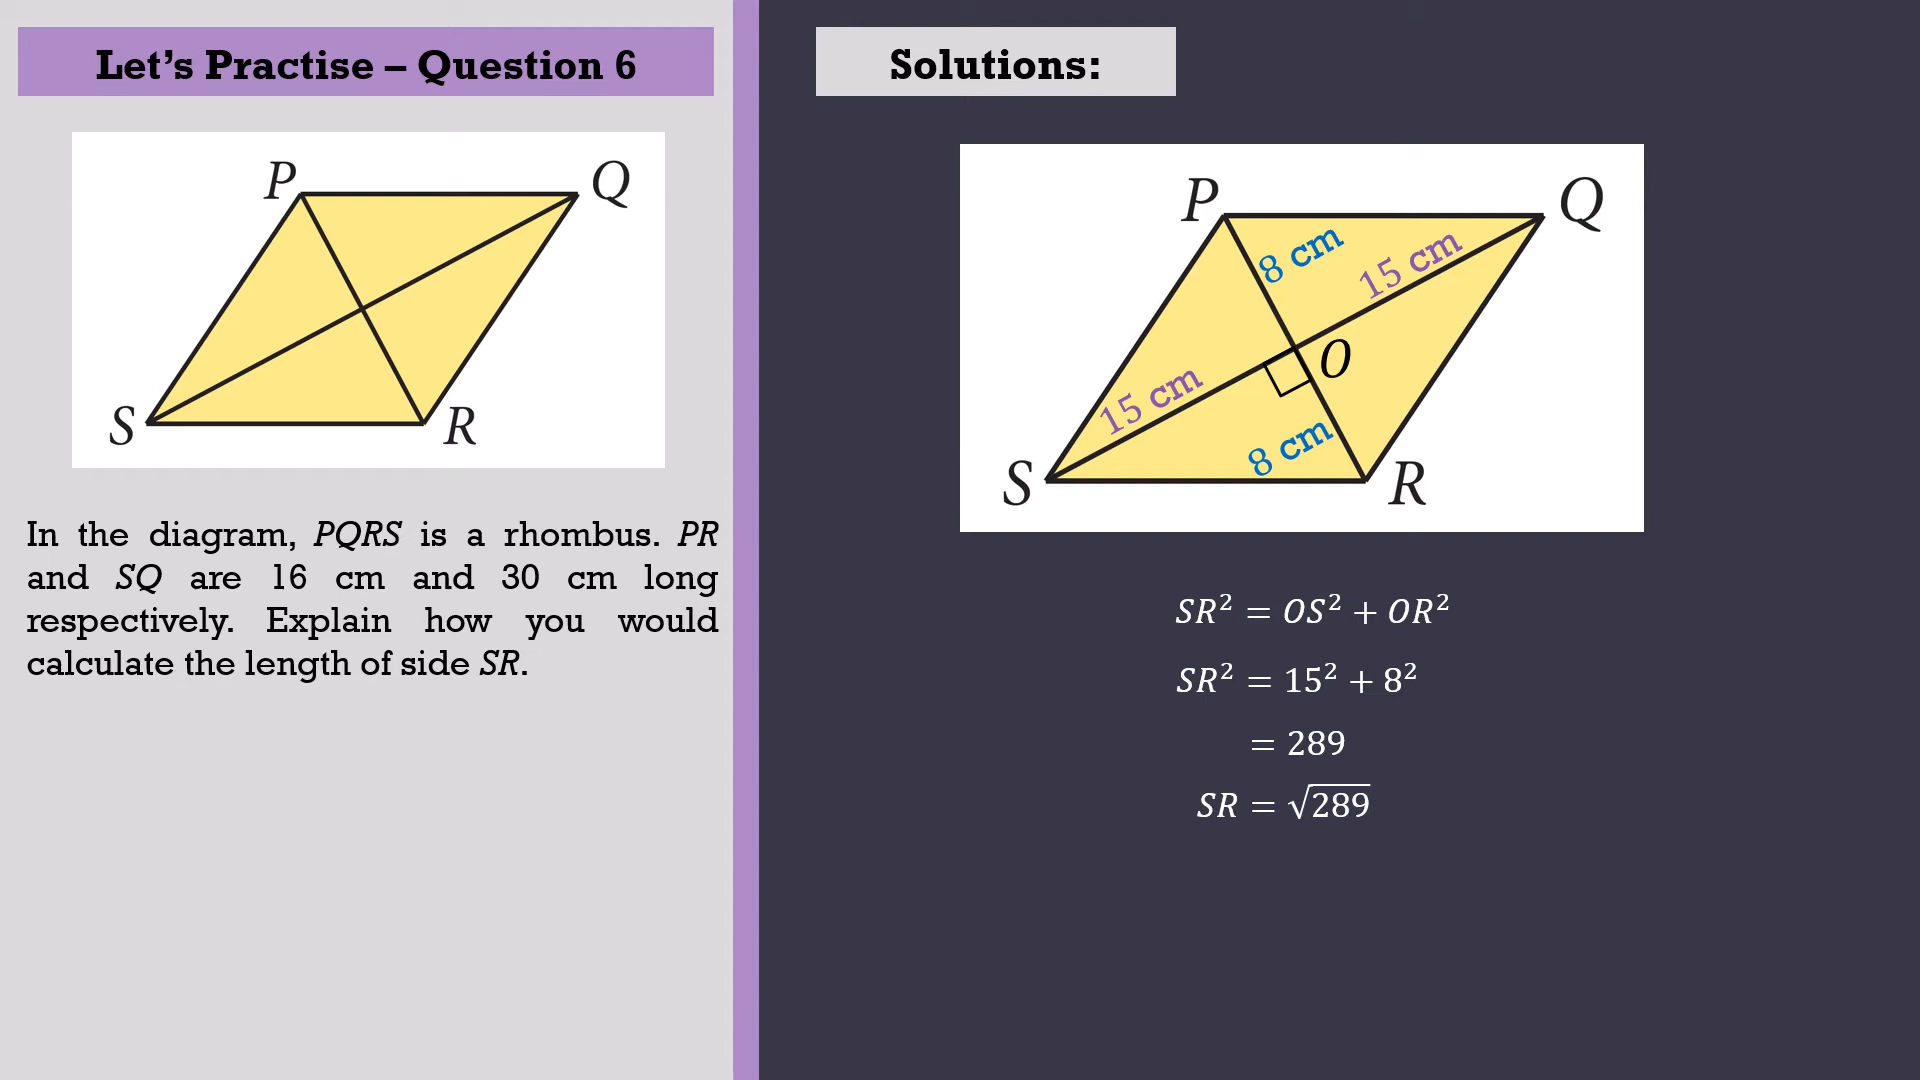 Let’s Practise – Question 6
P
Q
S
R
In the diagram, PQRS is a rhombus. PR
and SQ are 16 cm and 30 cm long
respectively. Explain how you would
calculate the length of side SR.
Solutions:
P
Q
8 cm
15 cm
O
15 cm
8 cm
S
R
SR² = OS² + OR²
SR² = 15² + 8²
= 289
SR = √289